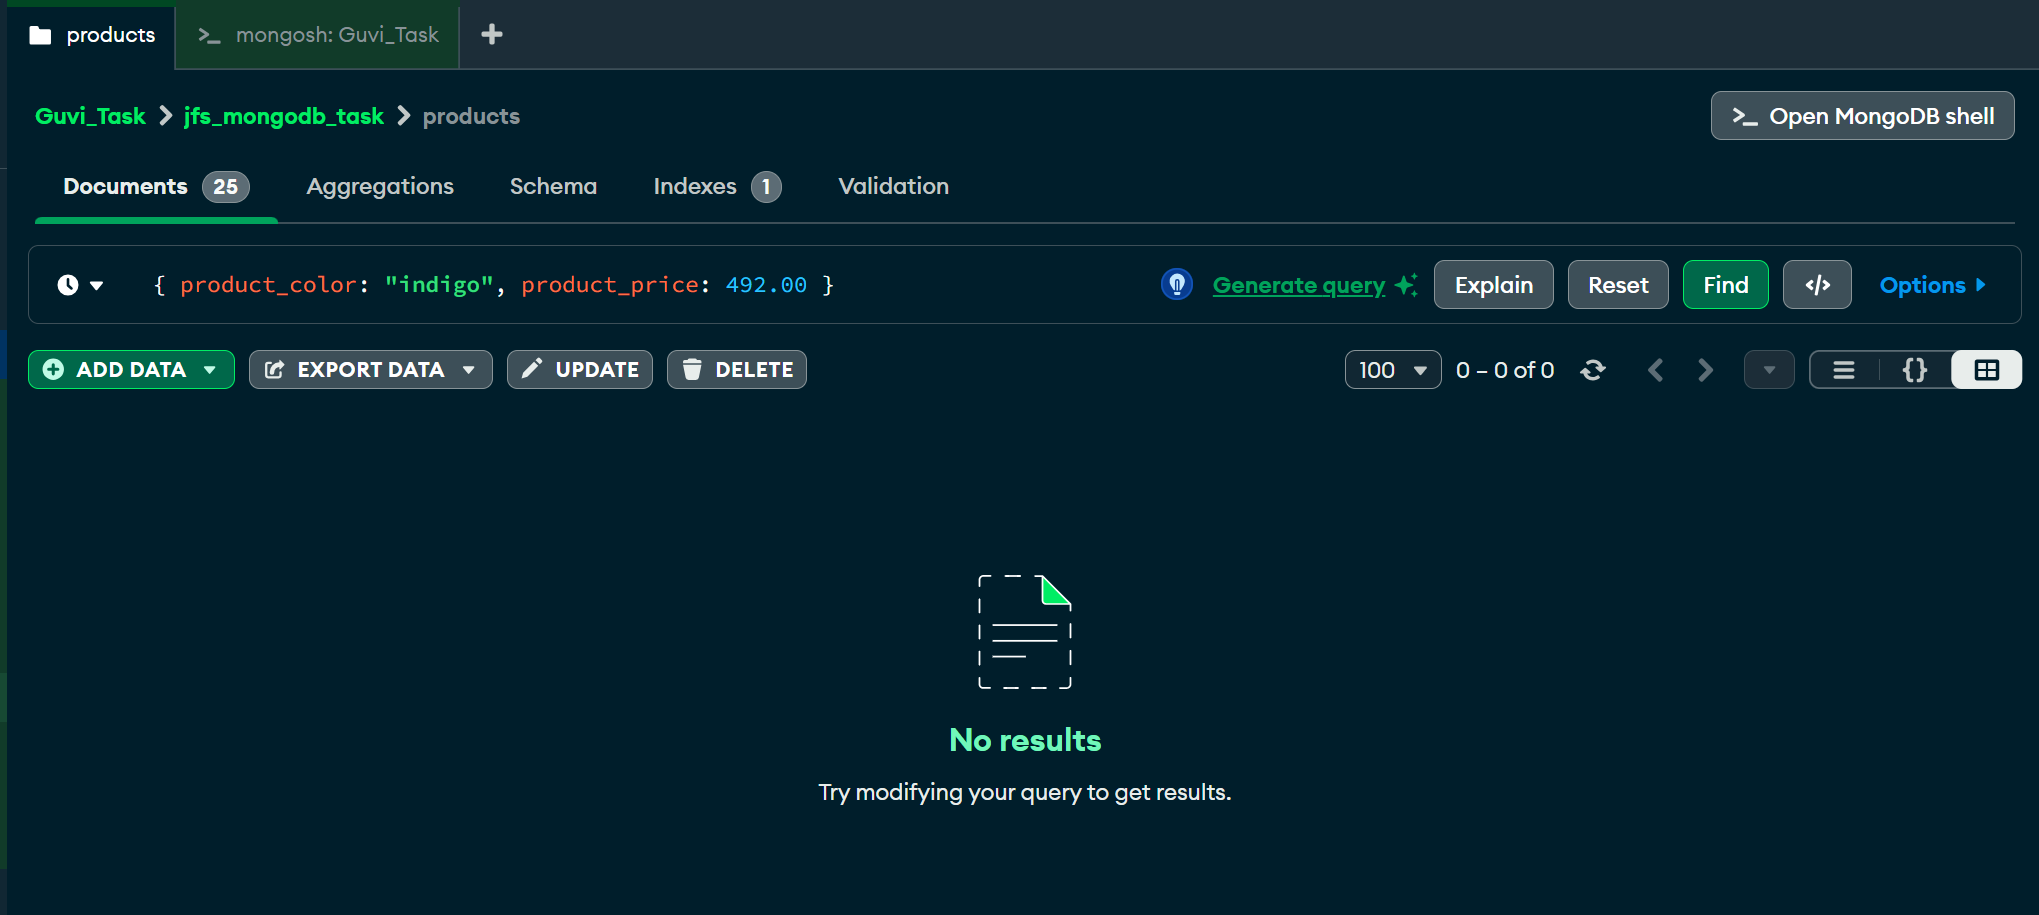 products
mongosh: Guvi_Task
Guvi_Task
jfs_mongodb_task
products
Open MongoDB shell
Documents 25
Aggregations
Schema
Indexes 1
Validation
{ product_color: "indigo", product_price: 492.00 }
Generate query
Explain
Reset
Find
</>
Options
ADD DATA
EXPORT DATA
UPDATE
DELETE
100
0 – 0 of 0
{}
No results
Try modifying your query to get results.